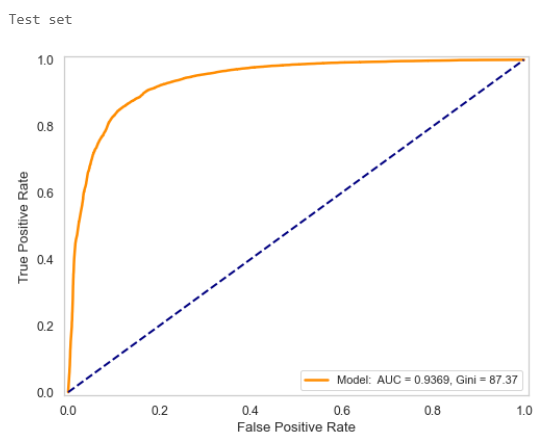 Test set
1.0
0.8
0.6
0.4
0.2
0.0
True Positive Rate
Model:  AUC = 0.9369, Gini = 87.37
0.0 0.2 0.4 0.6 0.8 1.0
False Positive Rate